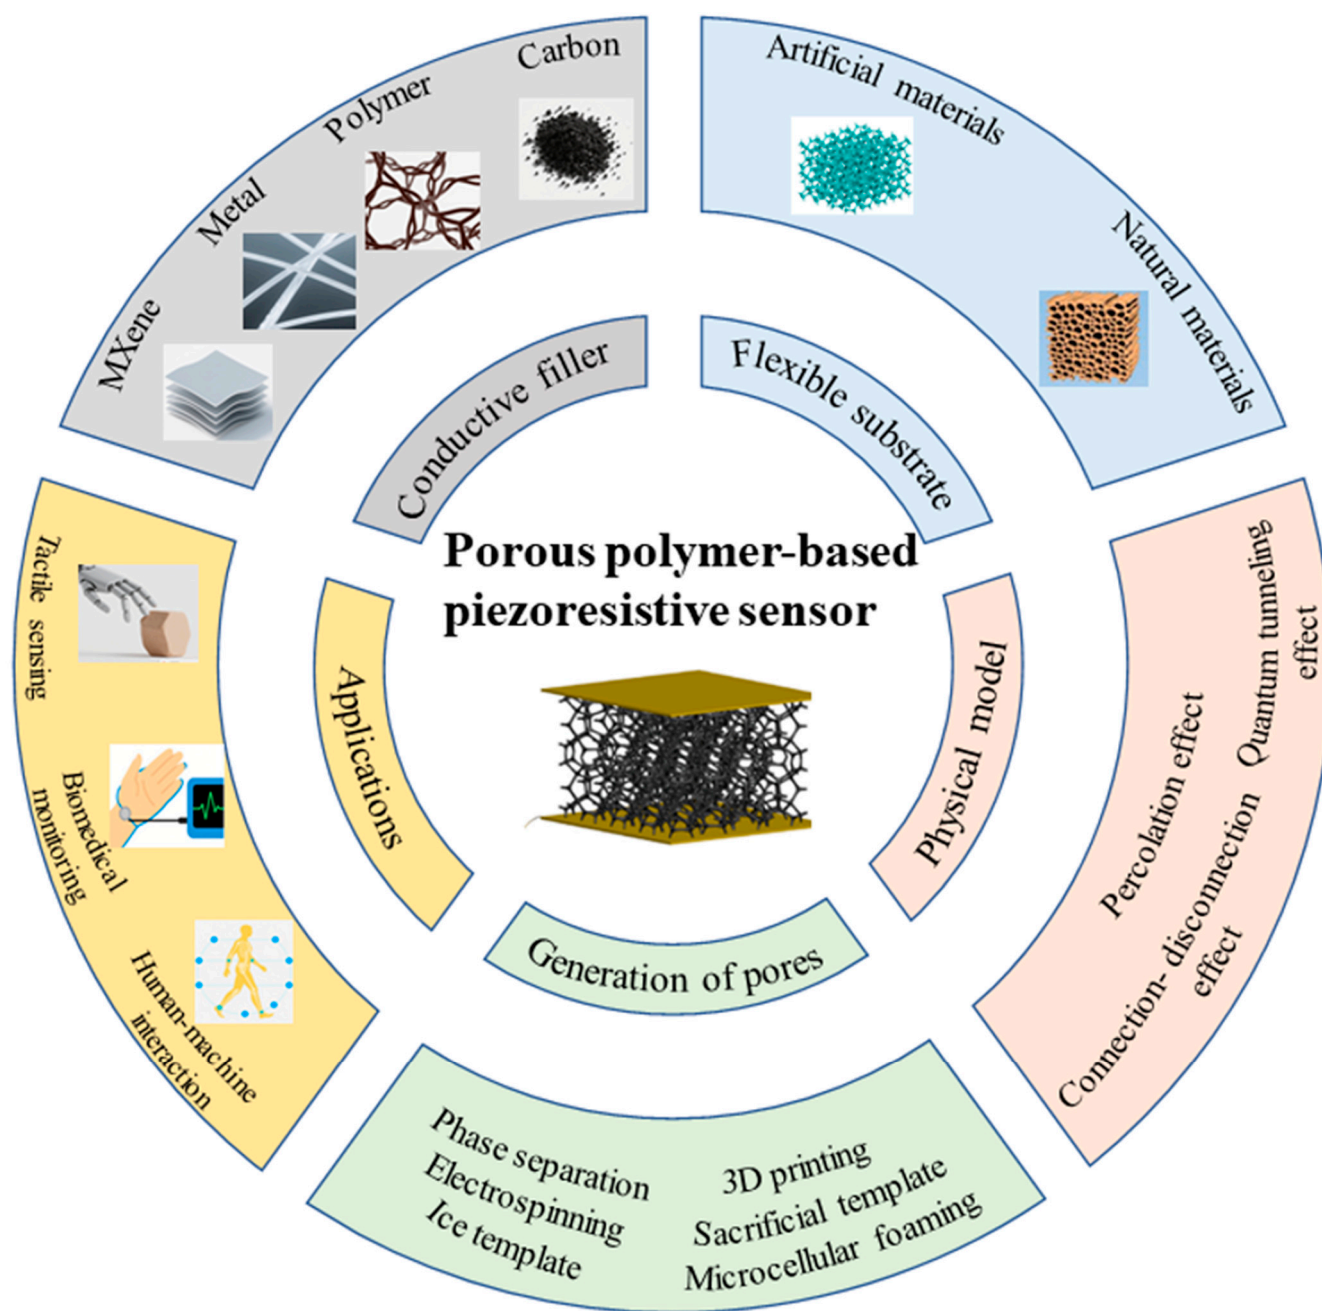 Carbon
Polymer
Metal
MXene
Artificial materials
Natural materials
Conductive filler
Flexible substrate
Porous polymer-based
piezoresistive sensor
Applications
Physical model
Generation of pores
Tactile sensing
Biomedical
monitoring
Human-machine
interaction
Quantum tunneling
effect
Percolation effect
Connection- disconnection
effect
Phase separation
Electrospinning
Ice template
3D printing
Sacrificial template
Microcellular foaming